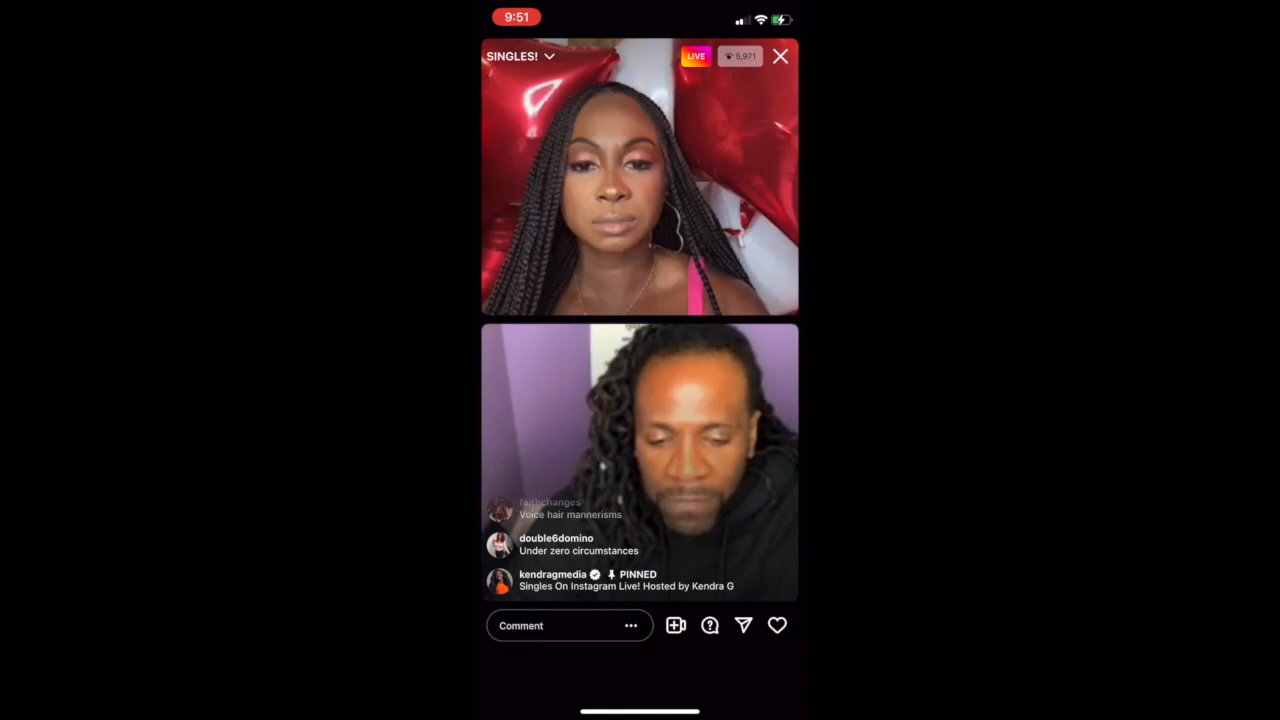 9:51
SINGLES!
LIVE
5,971
faithchanges
Voice hair mannerisms
double6domino
Under zero circumstances
kendragmedia PINNED
Singles On Instagram Live! Hosted by Kendra G
Comment